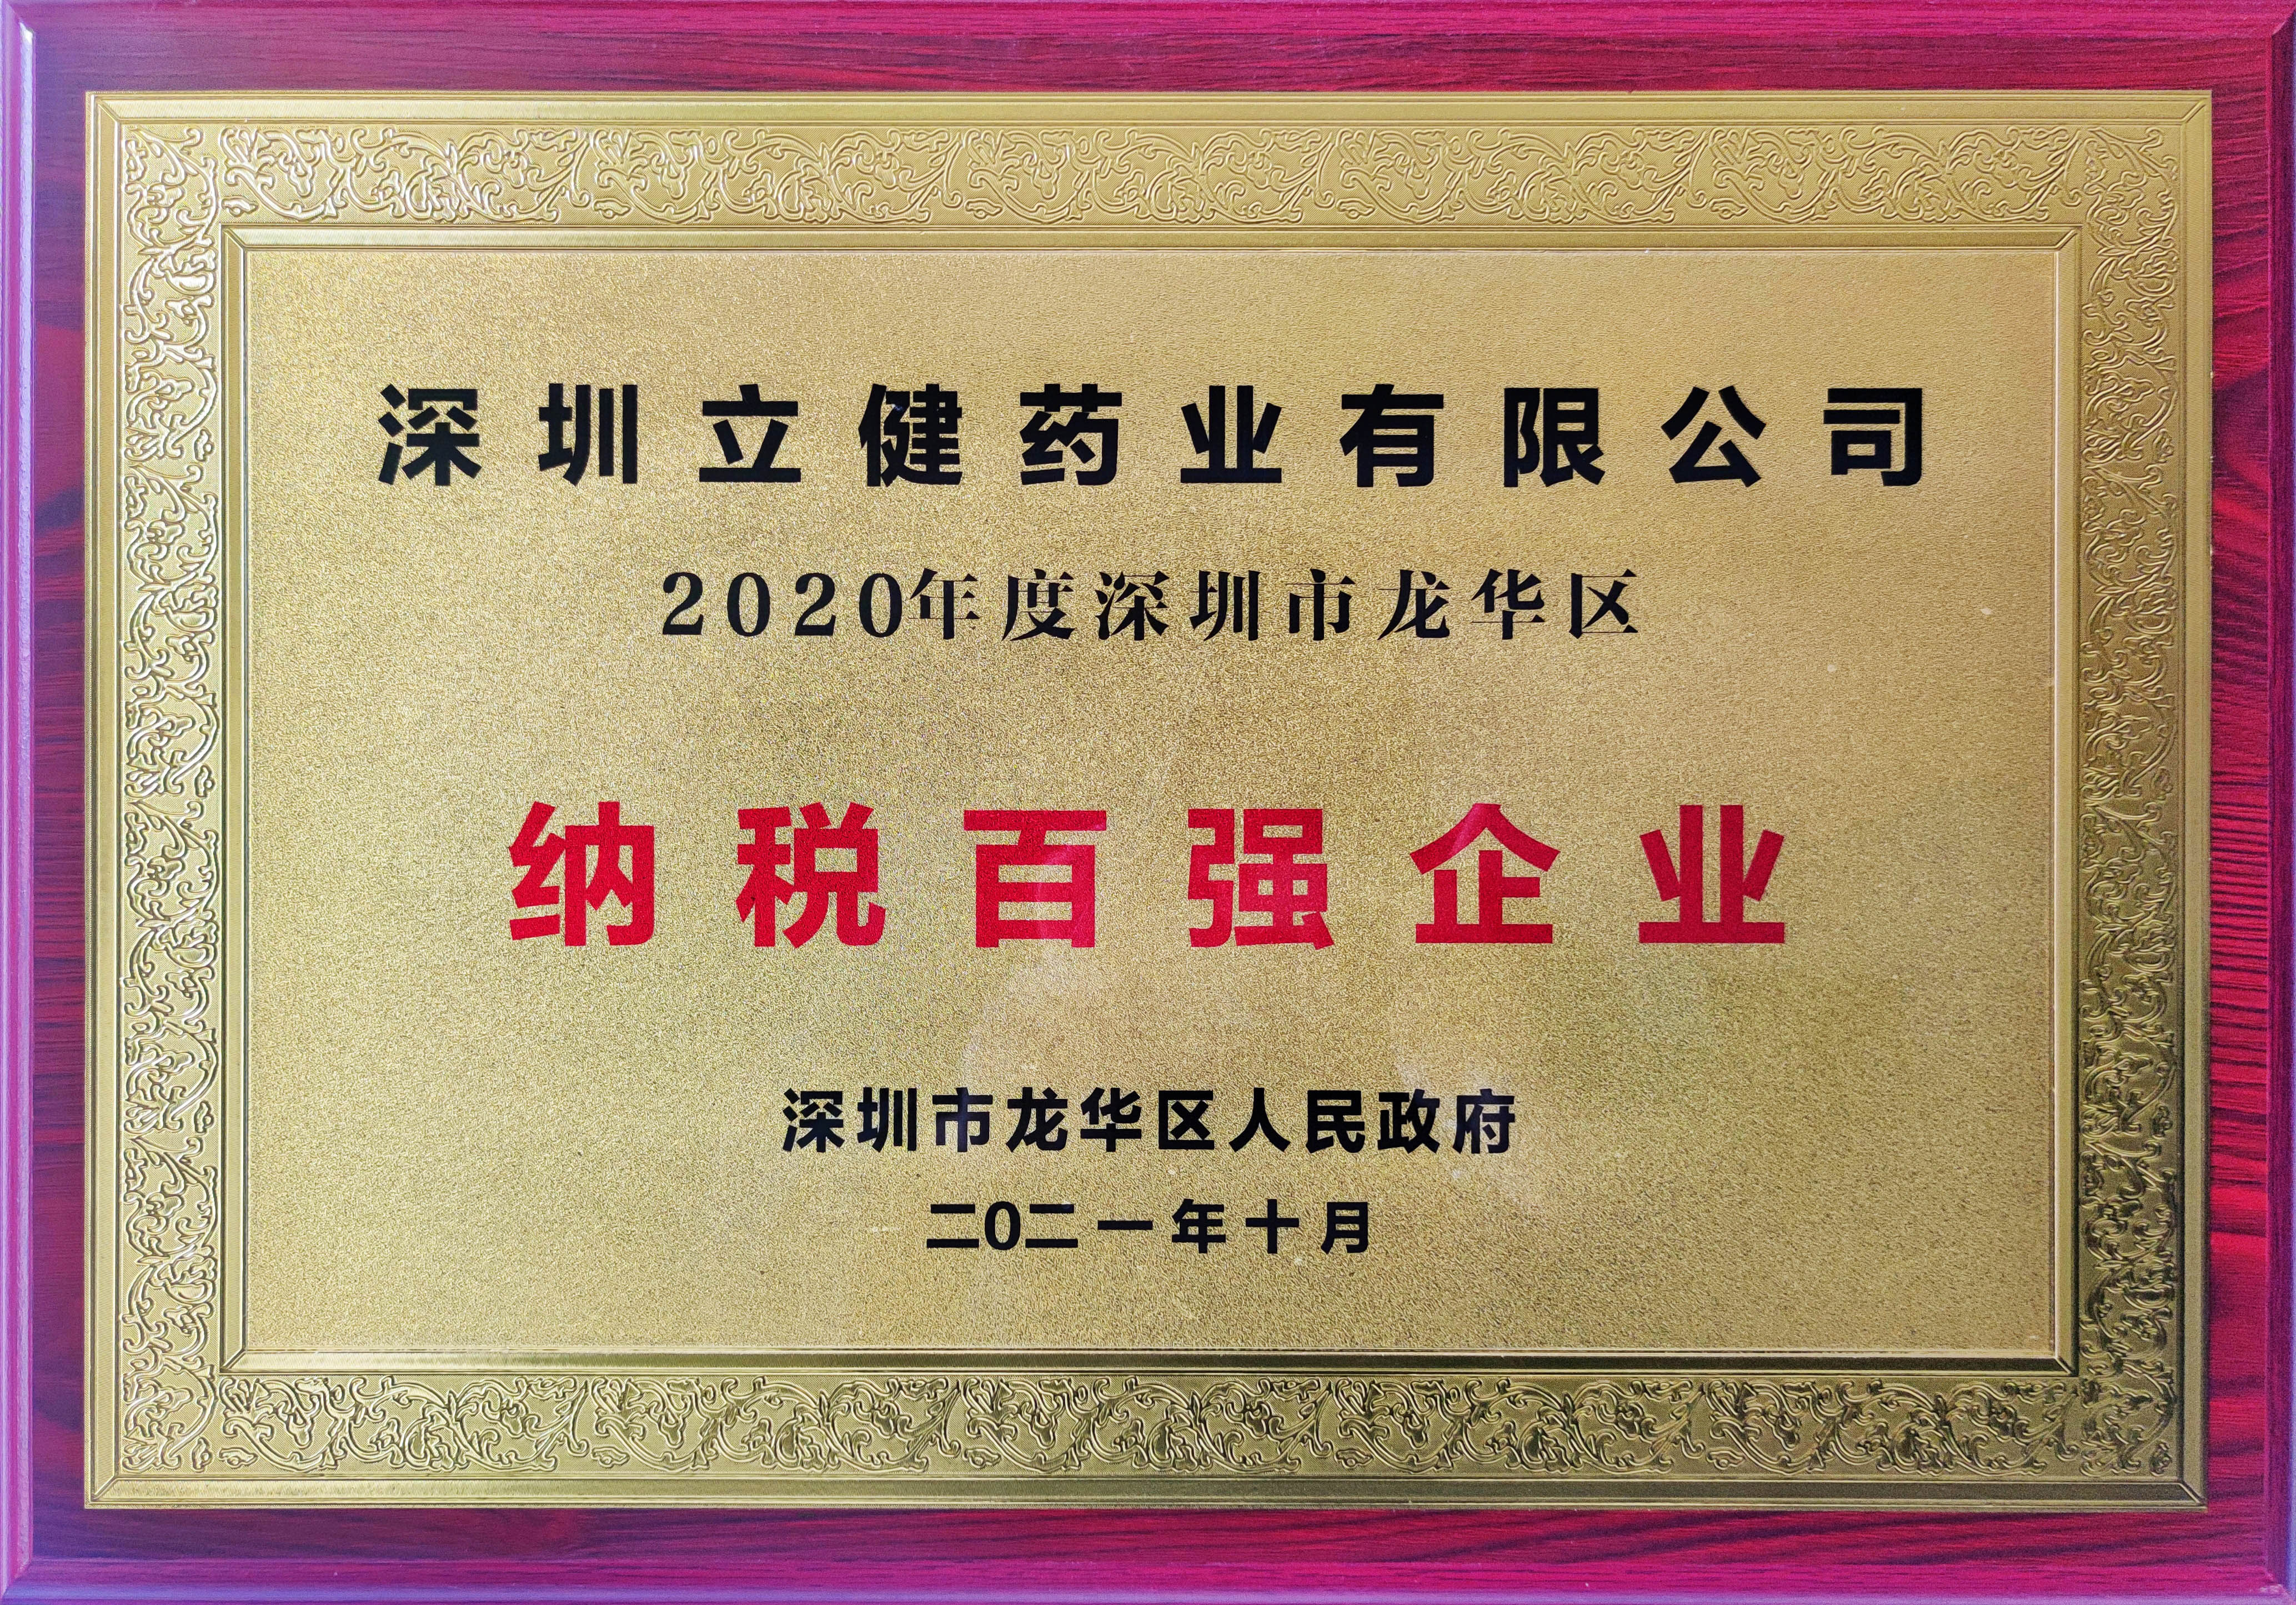 深圳立健药业有限公司
2020年度深圳市龙华区
纳税百强企业
深圳市龙华区人民政府
二0二一年十月